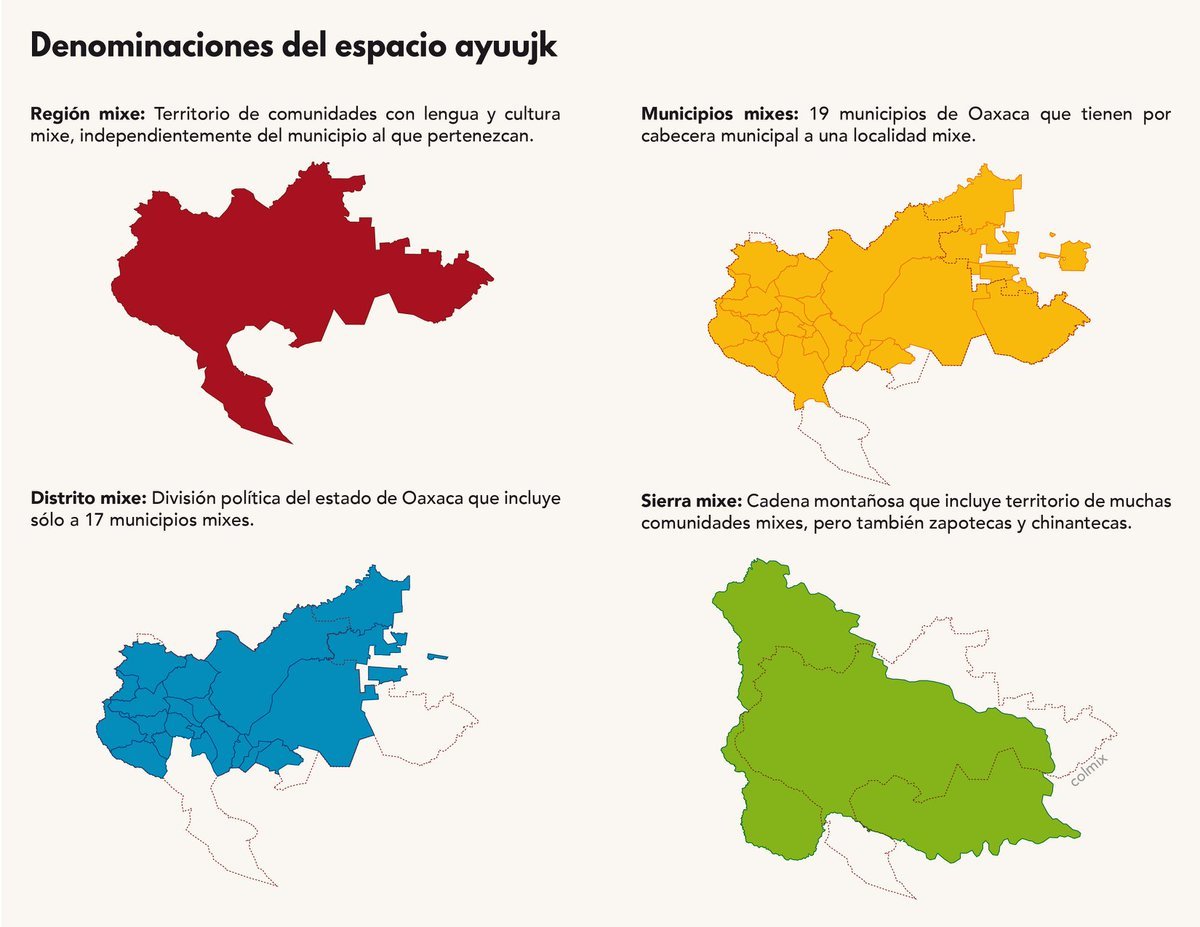 Denominaciones del espacio ayuujk
Región mixe: Territorio de comunidades con lengua y cultura
mixe, independientemente del municipio al que pertenezcan.
Municipios mixes: 19 municipios de Oaxaca que tienen por
cabecera municipal a una localidad mixe.
Distrito mixe: División política del estado de Oaxaca que incluye
sólo a 17 municipios mixes.
Sierra mixe: Cadena montañosa que incluye territorio de muchas
comunidades mixes, pero también zapotecas y chinantecas.
colmix